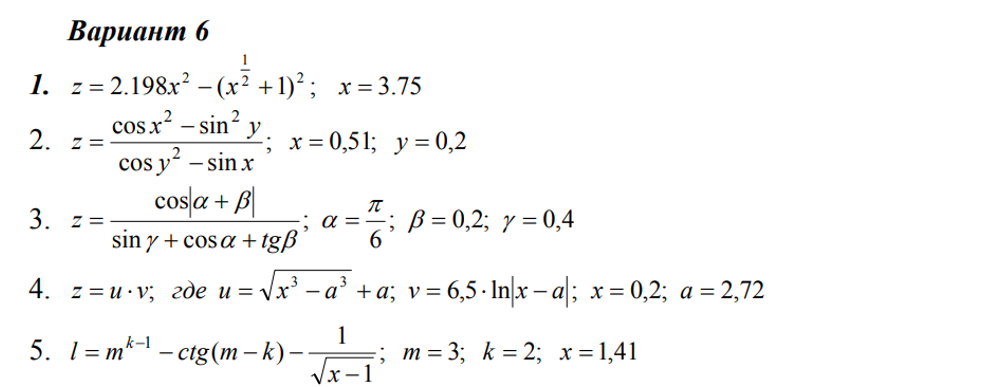 Вариант 6
1. z = 2.198x² − (x^(1/2) + 1)²; x = 3.75
2. z = (cos x² − sin² y) / (cos y² − sin x); x = 0,51; y = 0,2
3. z = cos|α + β| / (sin γ + cos α + tgβ); α = π/6; β = 0,2; γ = 0,4
4. z = u · v; где u = √(x³ − a³) + a; v = 6,5 · ln|x − a|; x = 0,2; a = 2,72
5. l = m^(k−1) − ctg(m − k) − 1/√(x − 1); m = 3; k = 2; x = 1,41